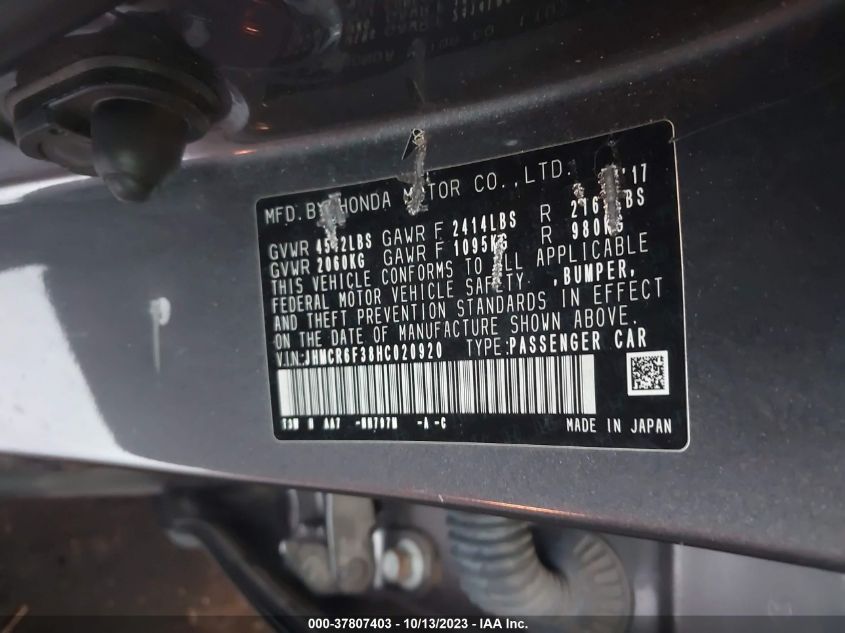 MFD. BY HONDA MOTOR CO.,LTD. '17
GVWR 4542LBS GAWR F 2414LBS R LBS
GVWR 2060KG GAWR F 1095KG R 980KG
THIS VEHICLE CONFORMS TO ALL APPLICABLE
FEDERAL MOTOR VEHICLE SAFETY, BUMPER,
AND THEFT PREVENTION STANDARDS IN EFFECT
ON THE DATE OF MANUFACTURE SHOWN ABOVE.
V.I.N:JHMCR6F38HC020920 TYPE:PASSENGER CAR
-A -C MADE IN JAPAN
000-37807403 - 10/13/2023 - IAA Inc.